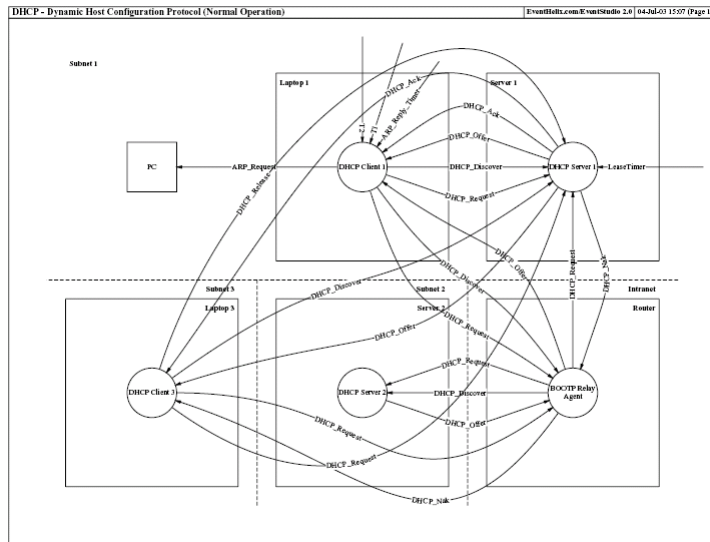 DHCP - Dynamic Host Configuration Protocol (Normal Operation)
EventHelix.com/EventStudio 2.0
04-Jul-03 15:07 (Page 1
Subnet 1
Laptop 1
Server 1
T2
T1
ARP_Reply_Timer
DHCP_Ack
DHCP_Ack
DHCP_Offer
PC
ARP_Request
DHCP Client 1
DHCP_Discover
DHCP Server 1
LeaseTimer
DHCP_Release
DHCP_Request
DHCP_Discover
DHCP_Offer
DHCP_Request
DHCP_Nak
Subnet 3
Subnet 2
Intranet
Laptop 3
DHCP_Discover
Server 2
Router
DHCP_Offer
DHCP_Request
DHCP_Request
DHCP Client 3
DHCP Server 2
DHCP_Discover
BOOTP Relay
Agent
DHCP_Request
DHCP_Offer
DHCP_Request
DHCP_Nak